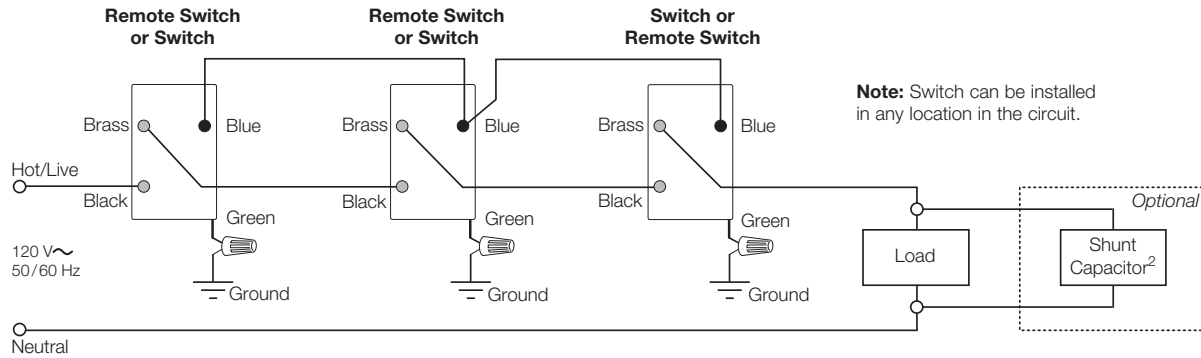 Remote Switch
or Switch
Remote Switch
or Switch
Switch or
Remote Switch
Note: Switch can be installed
in any location in the circuit.
Brass
Blue
Brass
Blue
Brass
Blue
Hot/Live
Black
Black
Black
Green
Green
Green
Optional
120 V~
50/60 Hz
Load
Shunt
Capacitor²
Ground
Ground
Ground
Neutral